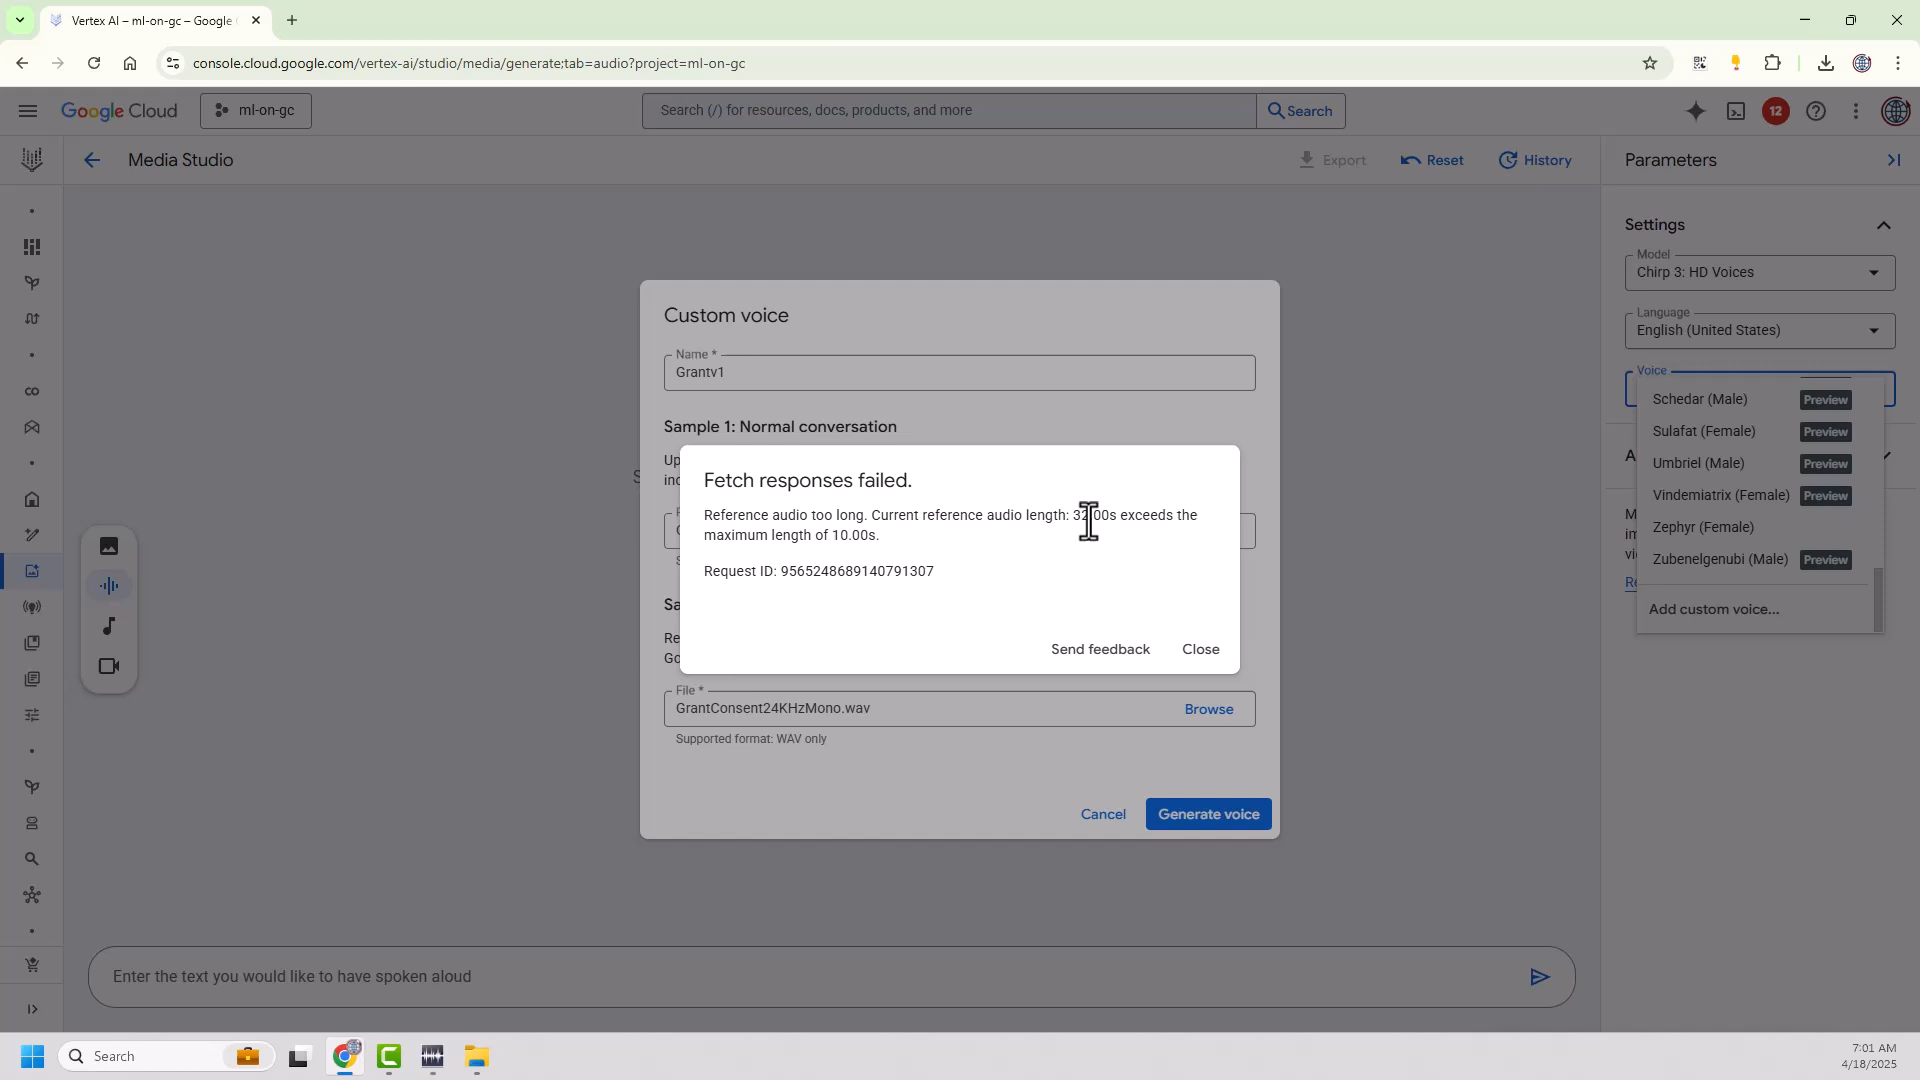 Vertex AI – ml-on-gc – Google
console.cloud.google.com/vertex-ai/studio/media/generate;tab=audio?project=ml-on-gc
Google Cloud
ml-on-gc
Search (/) for resources, docs, products, and more
Search
12
Media Studio
Export
Reset
History
Parameters
Settings
Model
Chirp 3: HD Voices
Language
English (United States)
Voice
Schedar (Male) Preview
Sulafat (Female) Preview
Umbriel (Male) Preview
Vindemiatrix (Female) Preview
Zephyr (Female)
Zubenelgenubi (Male) Preview
Add custom voice...
Custom voice
Name *
Grantv1
Sample 1: Normal conversation
Fetch responses failed.
Reference audio too long. Current reference audio length: 32.00s exceeds the
maximum length of 10.00s.
Request ID: 9565248689140791307
Send feedback
Close
File *
GrantConsent24KHzMono.wav
Browse
Supported format: WAV only
Cancel
Generate voice
Enter the text you would like to have spoken aloud
Search
7:01 AM
4/18/2025